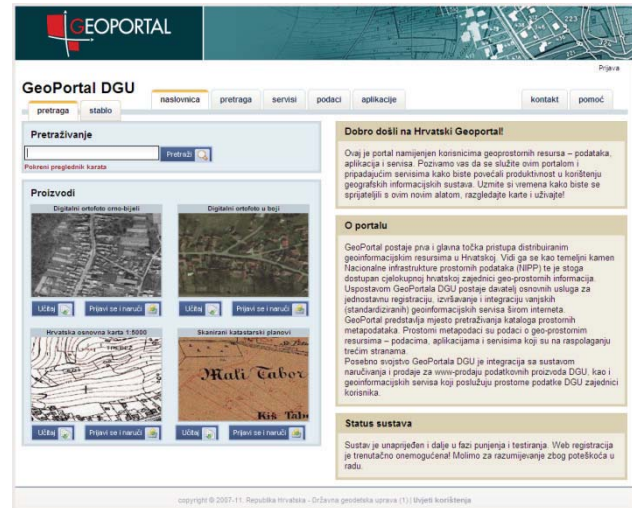 GEOPORTAL
223
Prijava
GeoPortal DGU
naslovnica pretraga servisi podaci aplikacije kontakt pomoć
pretraga stablo
Pretraživanje
Pretraži
Pokreni preglednik karata
Proizvodi
Digitalni ortofoto crno-bijeli
Digitalni ortofoto u boji
Učitaj Prijavi se i naruči
Učitaj Prijavi se i naruči
Hrvatska osnovna karta 1:5000
Skanirani katastarski planovi
Mali Tabor
Učitaj Prijavi se i naruči
Učitaj Prijavi se i naruči
Dobro došli na Hrvatski Geoportal!
Ovaj je portal namijenjen korisnicima geoprostornih resursa – podataka,
aplikacija i servisa. Pozivamo vas da se služite ovim portalom i
pripadajućim servisima kako biste povećali produktivnost u korištenju
geografskih informacijskih sustava. Uzmite si vremena kako biste se
sprijateljili s ovim novim alatom, razgledajte karte i uživajte!
O portalu
GeoPortal postaje prva i glavna točka pristupa distribuiranim
geoinformacijskim resursima u Hrvatskoj. Vidi ga se kao temeljni kamen
Nacionalne infrastrukture prostornih podataka (NIPP) te je stoga
dostupan cjelokupnoj hrvatskoj zajednici geo-prostornih informacija.
Uspostavom GeoPortala DGU postaje davatelj osnovnih usluga za
jednostavnu registraciju, izvršavanje i integraciju vanjskih
(standardiziranih) geoinformacijskih servisa širom interneta.
GeoPortal predstavlja mjesto pretraživanja kataloga prostornih
metapodataka. Prostorni metapodaci su podaci o geo-prostornim
resursima – podacima, aplikacijama i servisima koji su na raspolaganju
trećim stranama.
Posebno svojstvo GeoPortala DGU je integracija sa sustavom
naručivanja i prodaje za www-prodaju podatkovnih proizvoda DGU, kao i
geoinformacijskih servisa koji poslužuju prostorne podatke DGU zajednici
korisnika.
Status sustava
Sustav je unaprijeđen i dalje u fazi punjenja i testiranja. Web registracija
je trenutačno onemogućena! Molimo za razumijevanje zbog poteškoća u
radu.
copyright © 2007-11. Republika Hrvatska - Državna geodetska uprava (1) | Uvjeti korištenja